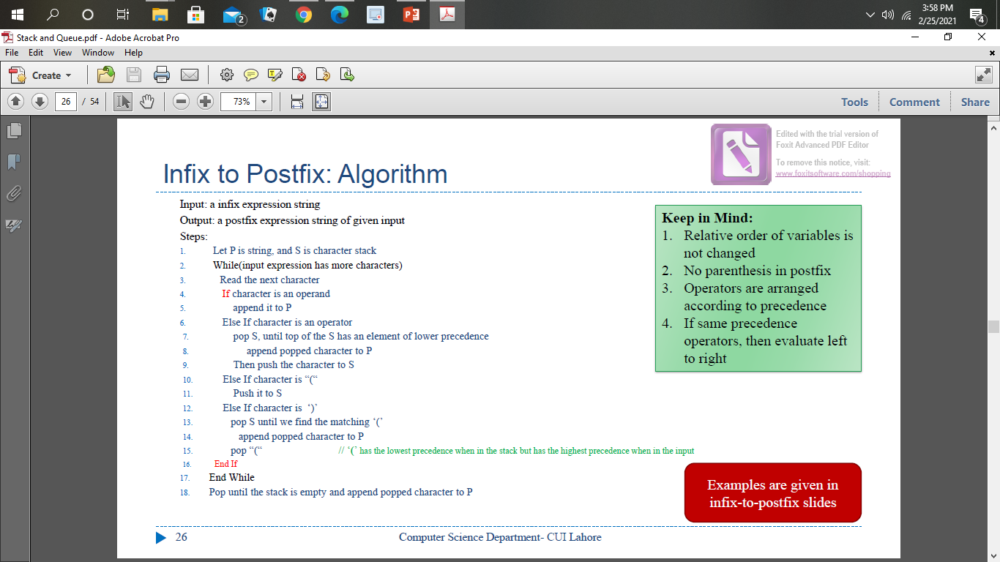 2
3:58 PM
2/25/2021
4
Stack and Queue.pdf - Adobe Acrobat Pro
File Edit View Window Help
Create
26 / 54
73%
Tools Comment Share
Edited with the trial version of
Foxit Advanced PDF Editor
To remove this notice, visit:
www.foxitsoftware.com/shopping
Infix to Postfix: Algorithm
Input: a infix expression string
Output: a postfix expression string of given input
Steps:
1. Let P is string, and S is character stack
2. While(input expression has more characters)
3. Read the next character
4. If character is an operand
5. append it to P
6. Else If character is an operator
7. pop S, until top of the S has an element of lower precedence
8. append popped character to P
9. Then push the character to S
10. Else If character is “(“
11. Push it to S
12. Else If character is ‘)’
13. pop S until we find the matching ‘(’
14. append popped character to P
15. pop “(“ // ‘(’ has the lowest precedence when in the stack but has the highest precedence when in the input
16. End If
17. End While
18. Pop until the stack is empty and append popped character to P
Keep in Mind:
1. Relative order of variables is
not changed
2. No parenthesis in postfix
3. Operators are arranged
according to precedence
4. If same precedence
operators, then evaluate left
to right
Examples are given in
infix-to-postfix slides
26
Computer Science Department- CUI Lahore